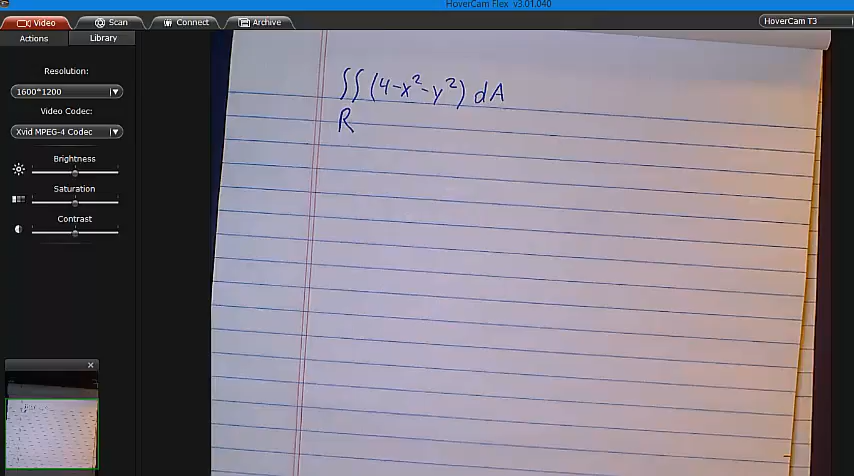 HoverCam Flex v3.01.040
Video Scan Connect Archive HoverCam T3
Actions Library
Resolution:
1600*1200
Video Codec:
Xvid MPEG-4 Codec
Brightness
Saturation
Contrast
∬ (4-x²-y²) dA
R